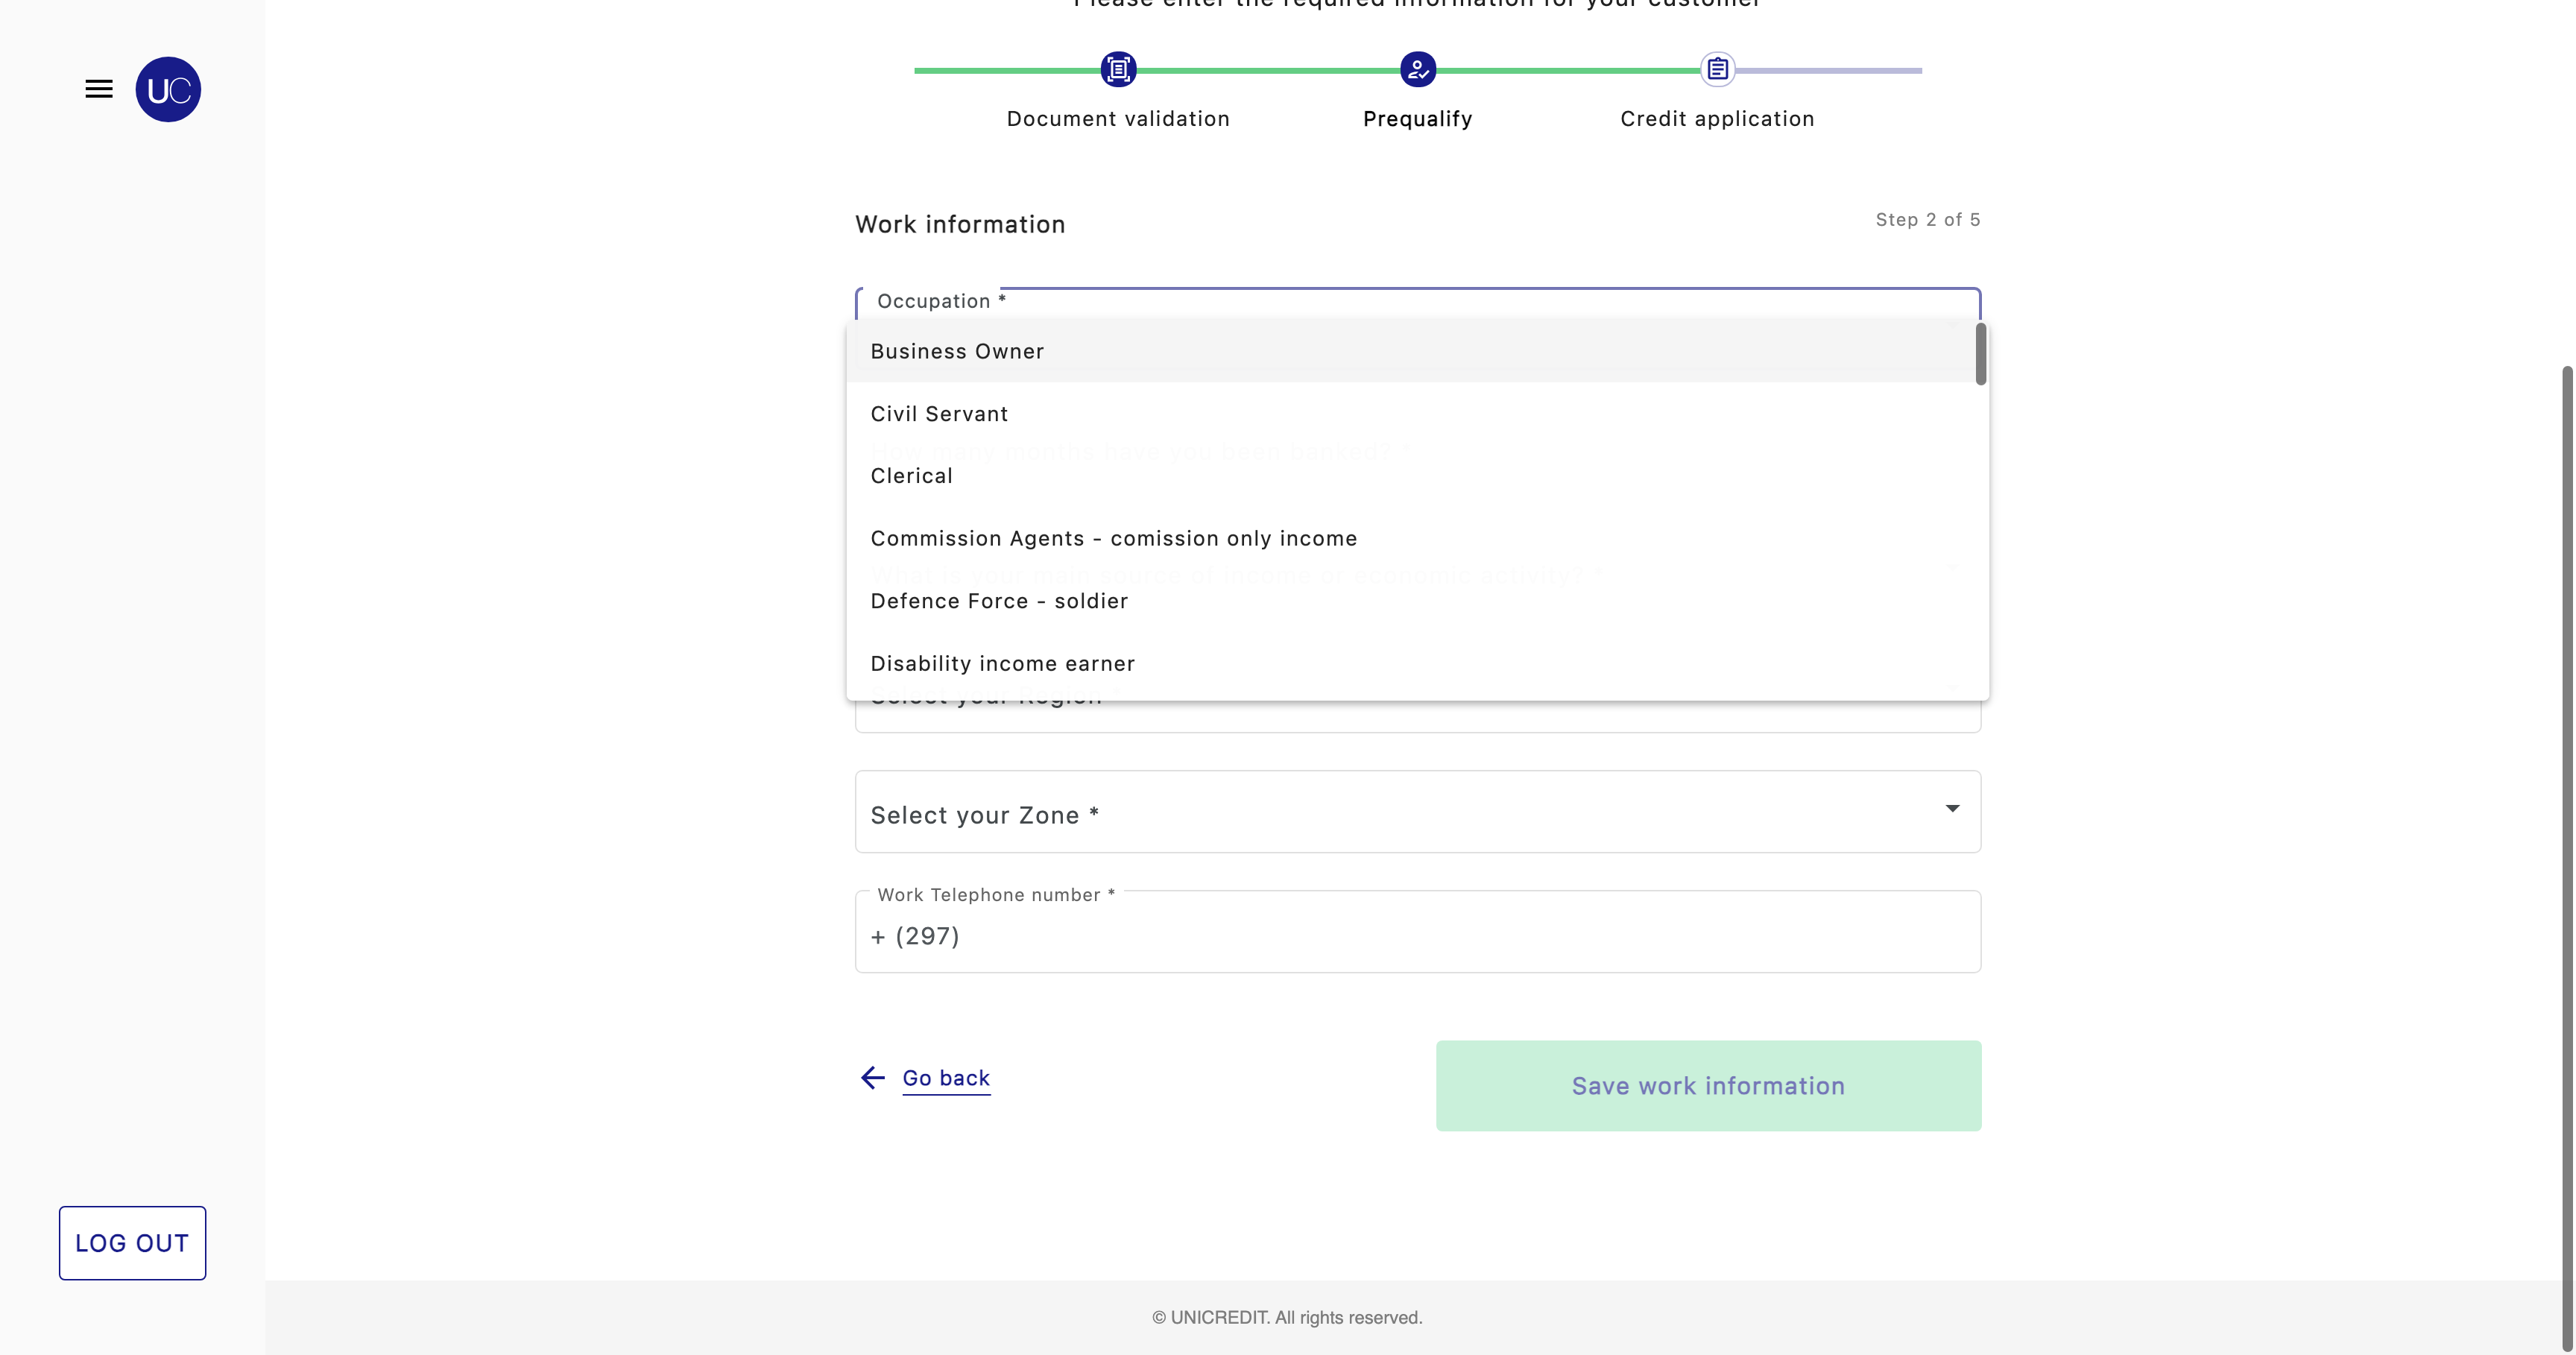 Please enter the required information for your customer
UC
Document validation
Prequalify
Credit application
Work information
Step 2 of 5
Occupation *
Business Owner
Civil Servant
How many months have you been banked? *
Clerical
Commission Agents - comission only income
What is your main source of income or economic activity? *
Defence Force - soldier
Disability income earner
Select your Region *
Select your Zone *
Work Telephone number *
+ (297)
Go back
Save work information
LOG OUT
© UNICREDIT. All rights reserved.